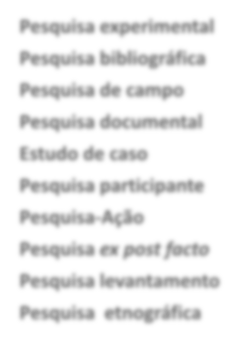 Pesquisa experimental
Pesquisa bibliográfica
Pesquisa de campo
Pesquisa documental
Estudo de caso
Pesquisa participante
Pesquisa-Ação
Pesquisa ex post facto
Pesquisa levantamento
Pesquisa etnográfica